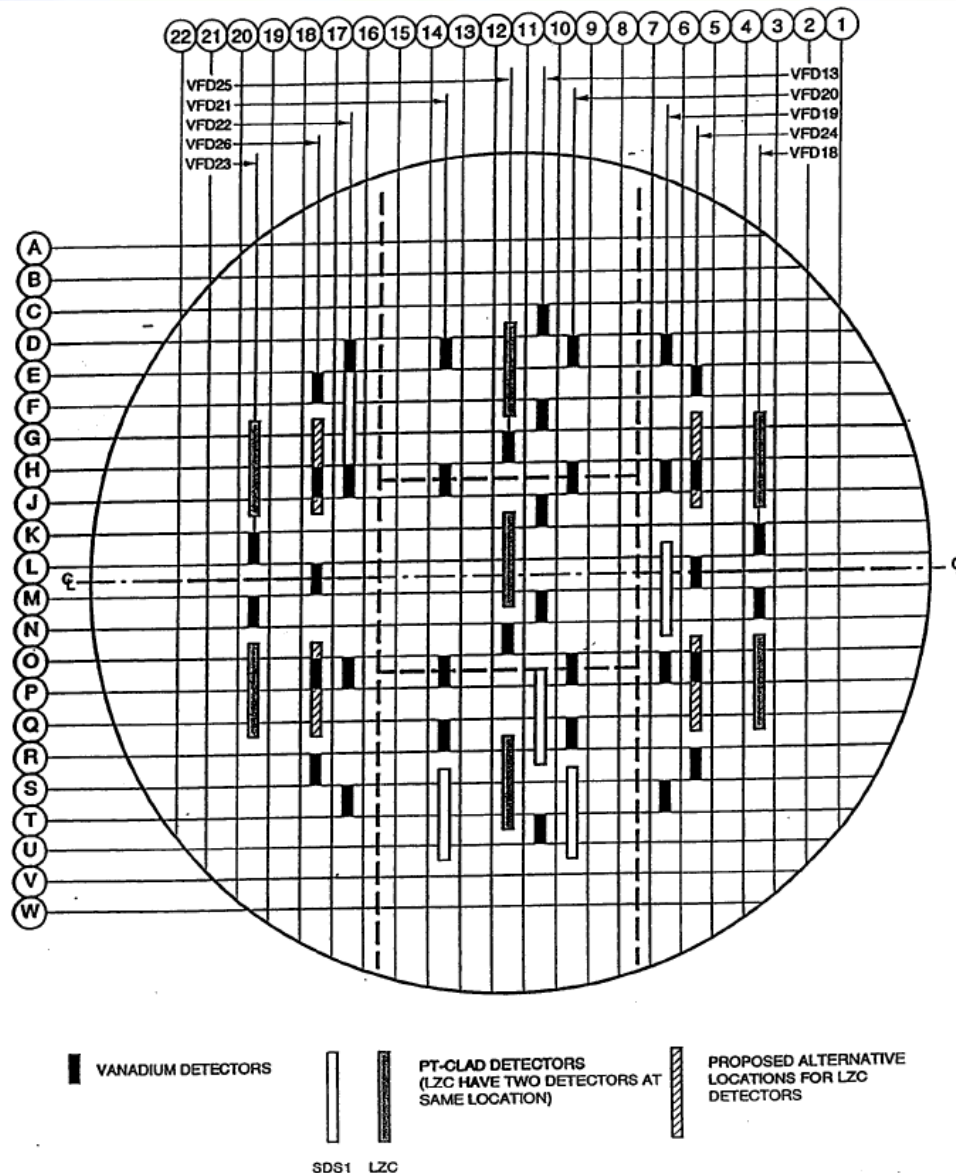 22 21 20 19 18 17 16 15 14 13 12 11 10 9 8 7 6 5 4 3 2 1
VFD25 VFD13
VFD21 VFD20
VFD22 VFD19
VFD26 VFD24
VFD23 VFD18
A
B
C
D
E
F
G
H
J
K
L
M
N
O
P
Q
R
S
T
U
V
W
VANADIUM DETECTORS
PT-CLAD DETECTORS
(LZC HAVE TWO DETECTORS AT
SAME LOCATION)
PROPOSED ALTERNATIVE
LOCATIONS FOR LZC
DETECTORS
SDS1 LZC